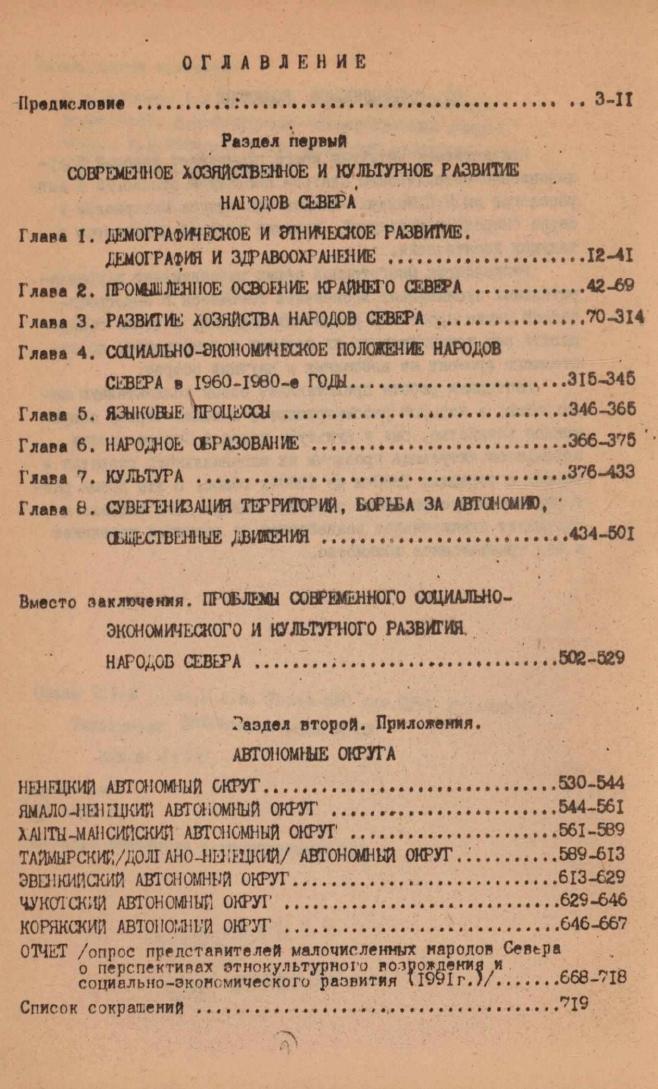 ОГЛАВЛЕНИЕ
Предисловие ................................................ 3-II
Раздел первый
СОВРЕМЕННОЕ ХОЗЯЙСТВЕННОЕ И КУЛЬТУРНОЕ РАЗВИТИЕ
НАРОДОВ СЕВЕРА
Глава I. ДЕМОГРАФИЧЕСКОЕ И ЭТНИЧЕСКОЕ РАЗВИТИЕ.
ДЕМОГРАФИЯ И ЗДРАВООХРАНЕНИЕ ....................I2-4I
Глава 2. ПРОМЫШЛЕННОЕ ОСВОЕНИЕ КРАЙНЕГО СЕВЕРА ...........42-69
Глава 3. РАЗВИТИЕ ХОЗЯЙСТВА НАРОДОВ СЕВЕРА ...............70-3I4
Глава 4. СОЦИАЛЬНО-ЭКОНОМИЧЕСКОЕ ПОЛОЖЕНИЕ НАРОДОВ
СЕВЕРА в I960-I980-е ГОДЫ......................3I5-345
Глава 5. ЯЗЫКОВЫЕ ПРОЦЕССЫ .............................346-365
Глава 6. НАРОДНОЕ ОБРАЗОВАНИЕ ..........................366-375
Глава 7. КУЛЬТУРА ......................................376-433
Глава 8. СУВЕГЕНИЗАЦИЯ ТЕРРИТОРИЙ, БОРЬБА ЗА АВТОНОМИЮ,
ОБЩЕСТВЕННЫЕ ДВИЖЕНИЯ ..........................434-50I
Вместо заключения. ПРОБЛЕМЫ СОВРЕМЕННОГО СОЦИАЛЬНО-
ЭКОНОМИЧЕСКОГО И КУЛЬТУРНОГО РАЗВИТИЯ
НАРОДОВ СЕВЕРА ..............................502-529
Раздел второй. Приложения.
АВТОНОМНЫЕ ОКРУГА
НЕНЕЦКИЙ АВТОНОМНЫЙ ОКРУГ.............................530-544
ЯМАЛО-НЕНЕЦКИЙ АВТОНОМНЫЙ ОКРУГ .......................544-56I
ХАНТЫ-МАНСИЙСКИЙ АВТОНОМНЫЙ ОКРУГ .....................56I-589
ТАЙМЫРСКИЙ/ДОЛГАНО-НЕНЕЦКИЙ/ АВТОНОМНЫЙ ОКРУГ..........589-6I3
ЭВЕНКИЙСКИЙ АВТОНОМНЫЙ ОКРУГ..........................6I3-629
ЧУКОТСКИЙ АВТОНОМНЫЙ ОКРУГ ...........................629-646
КОРЯКСКИЙ АВТОНОМНЫЙ ОКРУГ ............................646-667
ОТЧЕТ /опрос представителей малочисленных народов Севера
о перспективах этнокультурного возрождения и
социально-экономического развития (I99Iг.)/.......668-7I8
Список сокращений ...................................7I9